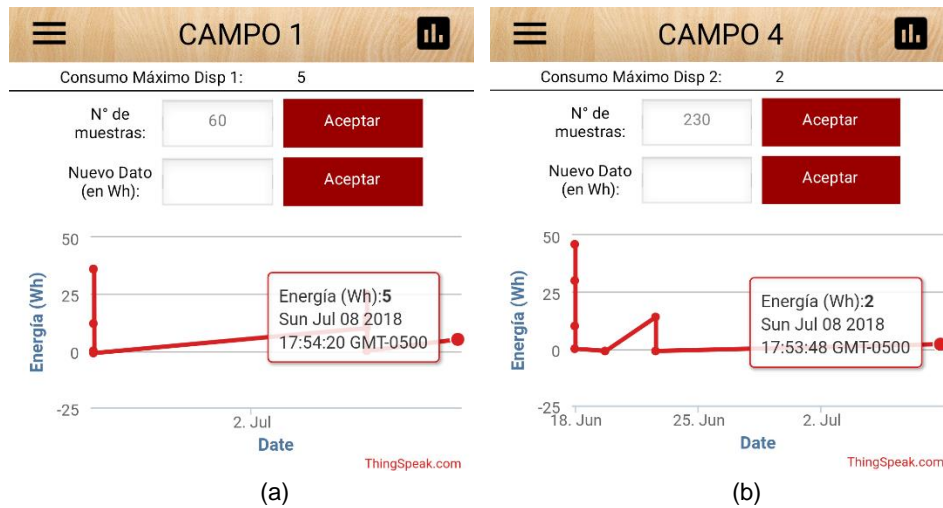 CAMPO 1
Consumo Máximo Disp 1: 5
N° de
muestras:
60
Aceptar
Nuevo Dato
(en Wh):
Aceptar
50
25
0
-25
Energía (Wh)
Energía (Wh):5
Sun Jul 08 2018
17:54:20 GMT-0500
2. Jul
Date
ThingSpeak.com
(a)
CAMPO 4
Consumo Máximo Disp 2: 2
N° de
muestras:
230
Aceptar
Nuevo Dato
(en Wh):
Aceptar
50
25
0
-25
Energía (Wh)
Energía (Wh):2
Sun Jul 08 2018
17:53:48 GMT-0500
18. Jun
25. Jun
2. Jul
Date
ThingSpeak.com
(b)